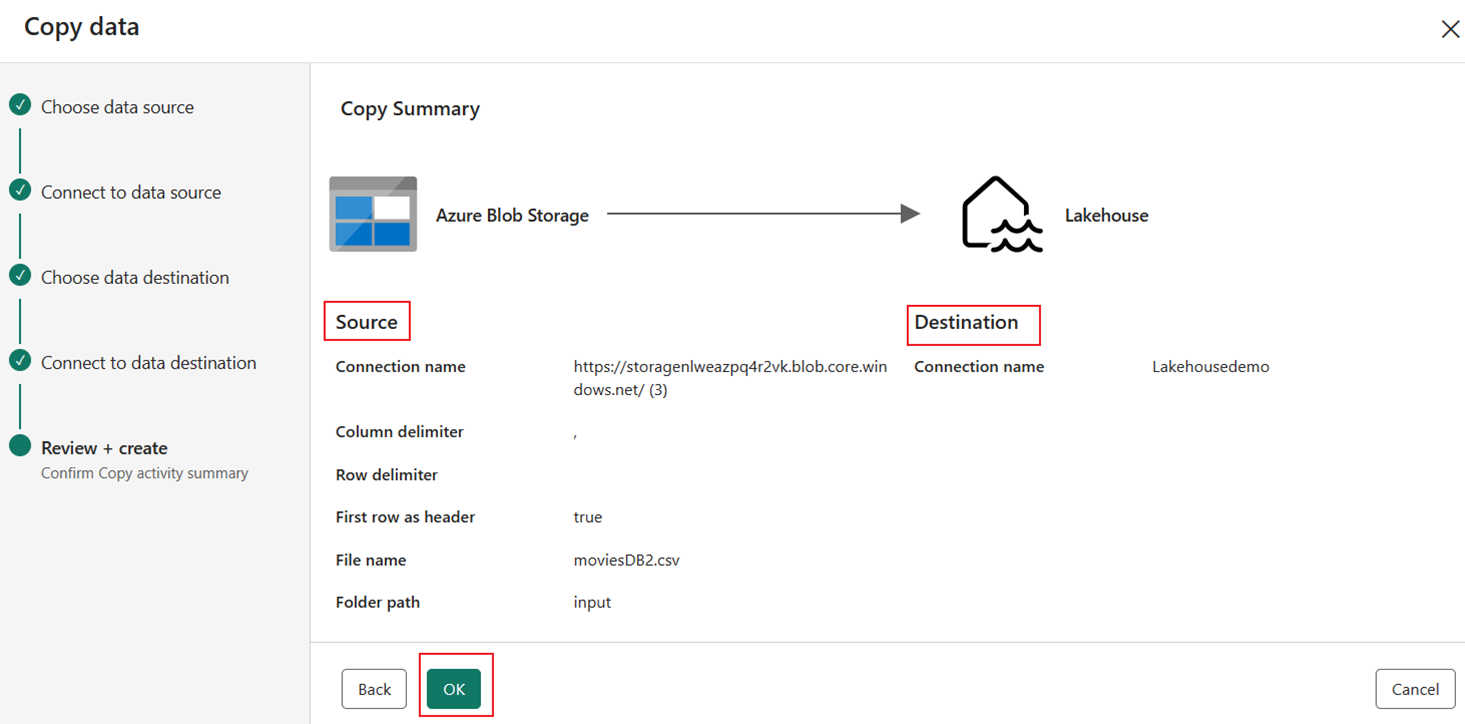 Copy data
Choose data source
Connect to data source
Choose data destination
Connect to data destination
Review + create
Confirm Copy activity summary
Copy Summary
Azure Blob Storage
Lakehouse
Source
Connection name
https://storagenlweazpq4r2vk.blob.core.win
dows.net/ (3)
Column delimiter
,
Row delimiter
First row as header
true
File name
moviesDB2.csv
Folder path
input
Destination
Connection name
Lakehousedemo
Back
OK
Cancel